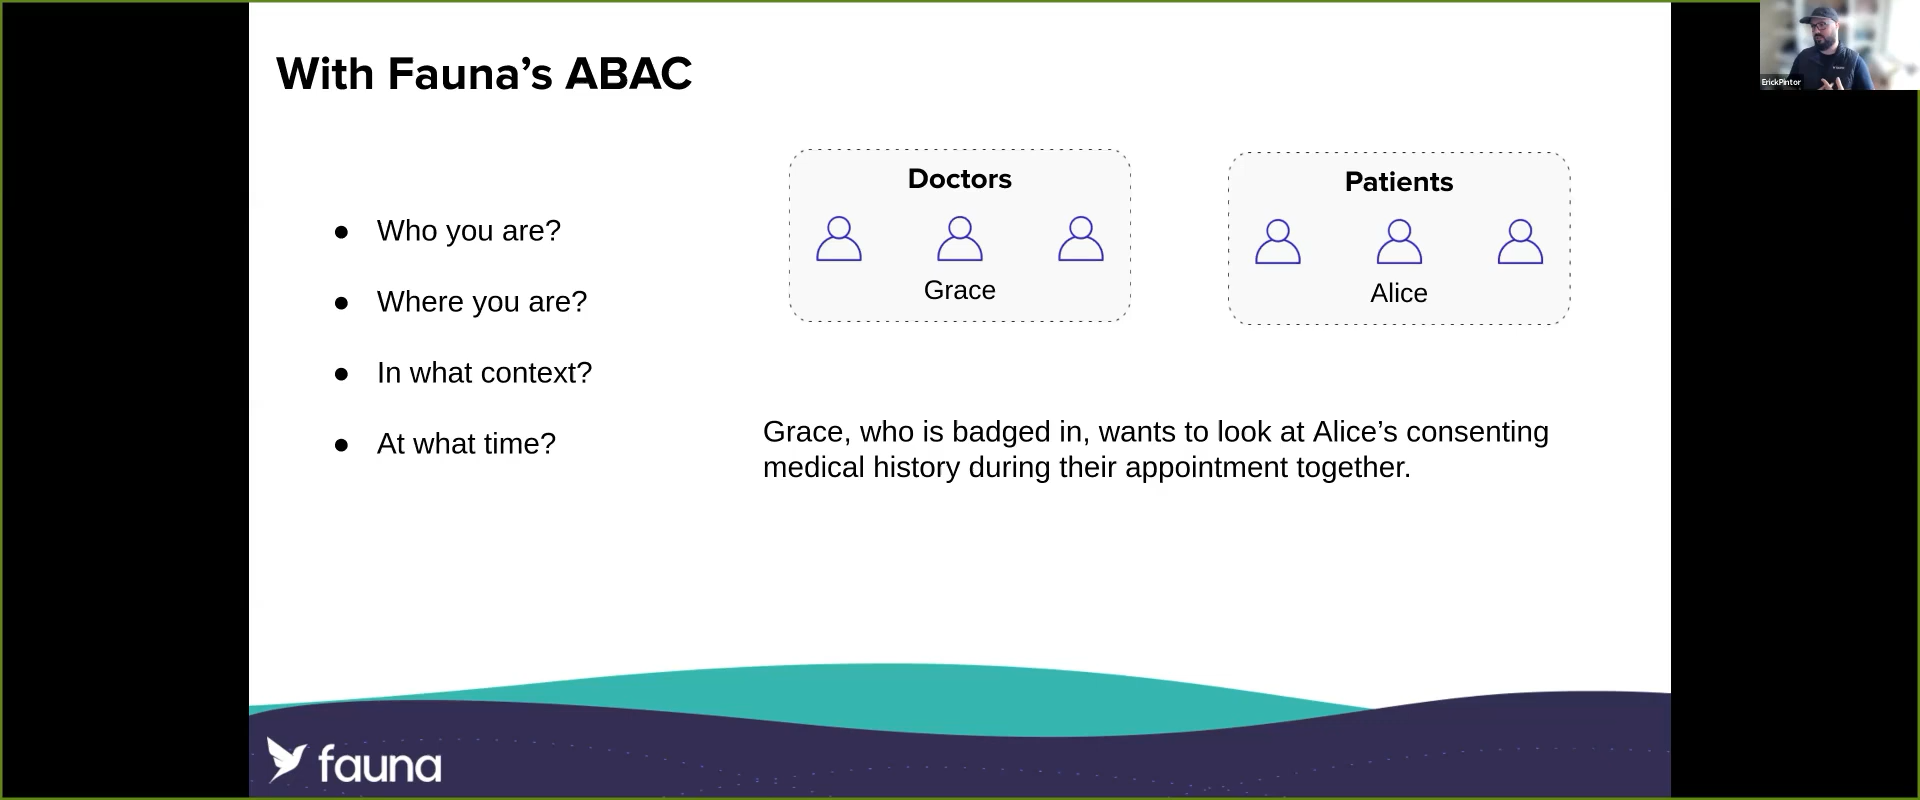 With Fauna’s ABAC
ErickPintor
Who you are?
Where you are?
In what context?
At what time?
Doctors
Grace
Patients
Alice
Grace, who is badged in, wants to look at Alice’s consenting
medical history during their appointment together.
fauna